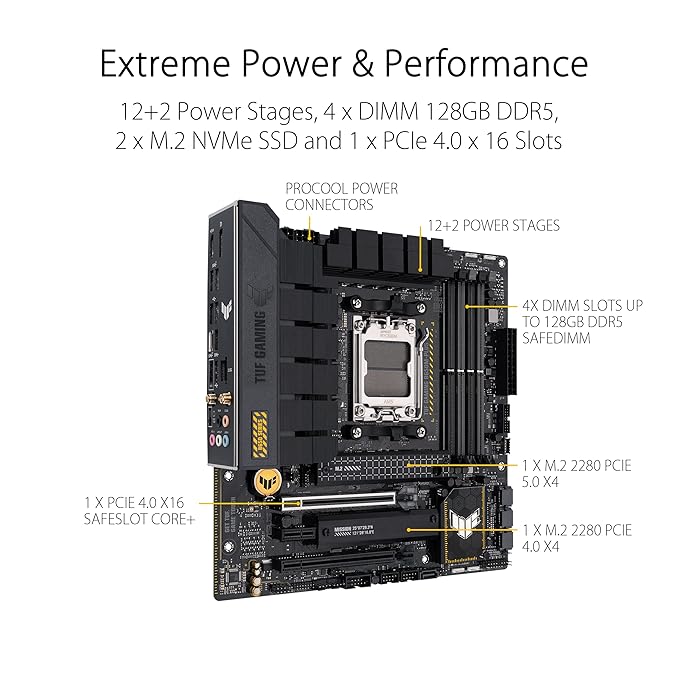 Extreme Power & Performance
12+2 Power Stages, 4 x DIMM 128GB DDR5,
2 x M.2 NVMe SSD and 1 x PCIe 4.0 x 16 Slots
PROCOOL POWER
CONNECTORS
12+2 POWER STAGES
4X DIMM SLOTS UP
TO 128GB DDR5
SAFEDIMM
TUF GAMING
AM5
M.2
1 X M.2 2280 PCIE
5.0 X4
1 X PCIE 4.0 X16
SAFESLOT CORE+
MISSION
1 X M.2 2280 PCIE
4.0 X4